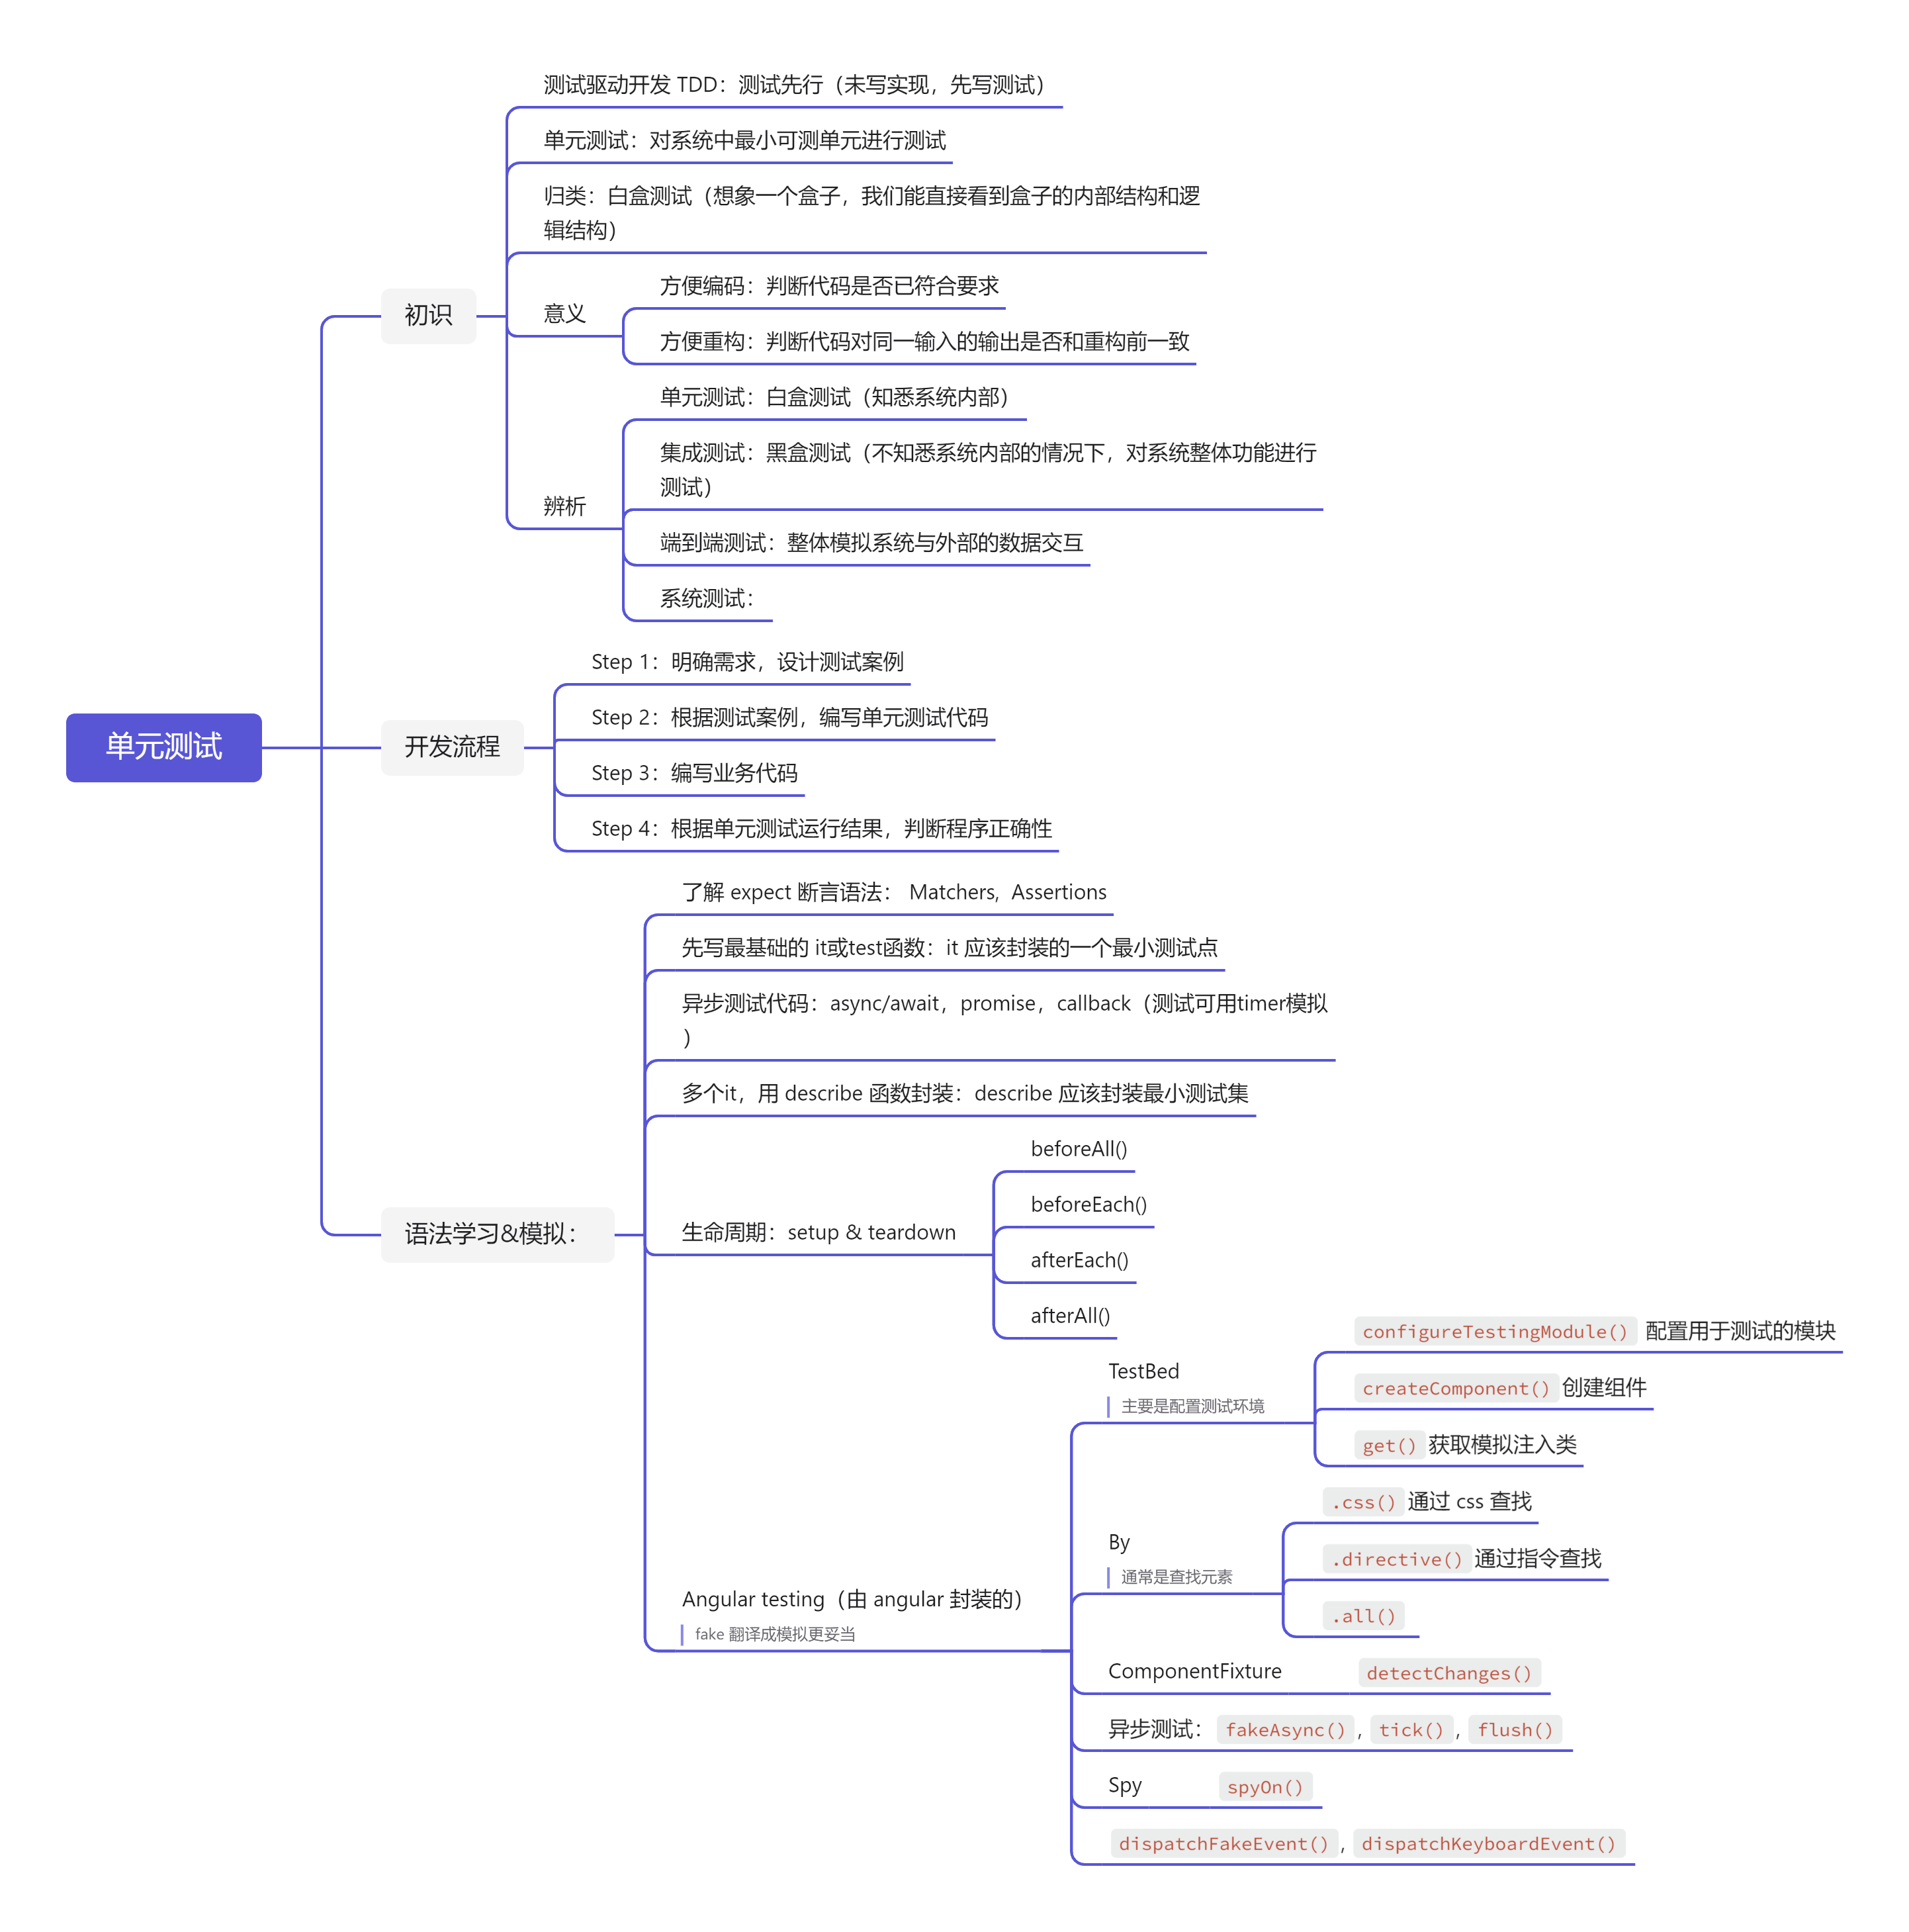 测试驱动开发 TDD：测试先行（未写实现，先写测试）
单元测试：对系统中最小可测单元进行测试
归类：白盒测试（想象一个盒子，我们能直接看到盒子的内部结构和逻
辑结构）
初识
意义
方便编码：判断代码是否已符合要求
方便重构：判断代码对同一输入的输出是否和重构前一致
辨析
单元测试：白盒测试（知悉系统内部）
集成测试：黑盒测试（不知悉系统内部的情况下，对系统整体功能进行
测试）
端到端测试：整体模拟系统与外部的数据交互
系统测试：
单元测试
开发流程
Step 1：明确需求，设计测试案例
Step 2：根据测试案例，编写单元测试代码
Step 3：编写业务代码
Step 4：根据单元测试运行结果，判断程序正确性
语法学习&模拟：
了解 expect 断言语法： Matchers，Assertions
先写最基础的 it或test函数：it 应该封装的一个最小测试点
异步测试代码：async/await，promise，callback（测试可用timer模拟
）
多个it，用 describe 函数封装：describe 应该封装最小测试集
生命周期：setup & teardown
beforeAll()
beforeEach()
afterEach()
afterAll()
Angular testing（由 angular 封装的）
fake 翻译成模拟更妥当
TestBed
主要是配置测试环境
configureTestingModule() 配置用于测试的模块
createComponent() 创建组件
get() 获取模拟注入类
By
通常是查找元素
.css() 通过 css 查找
.directive() 通过指令查找
.all()
ComponentFixture detectChanges()
异步测试： fakeAsync() , tick() , flush()
Spy spyOn()
dispatchFakeEvent() , dispatchKeyboardEvent()